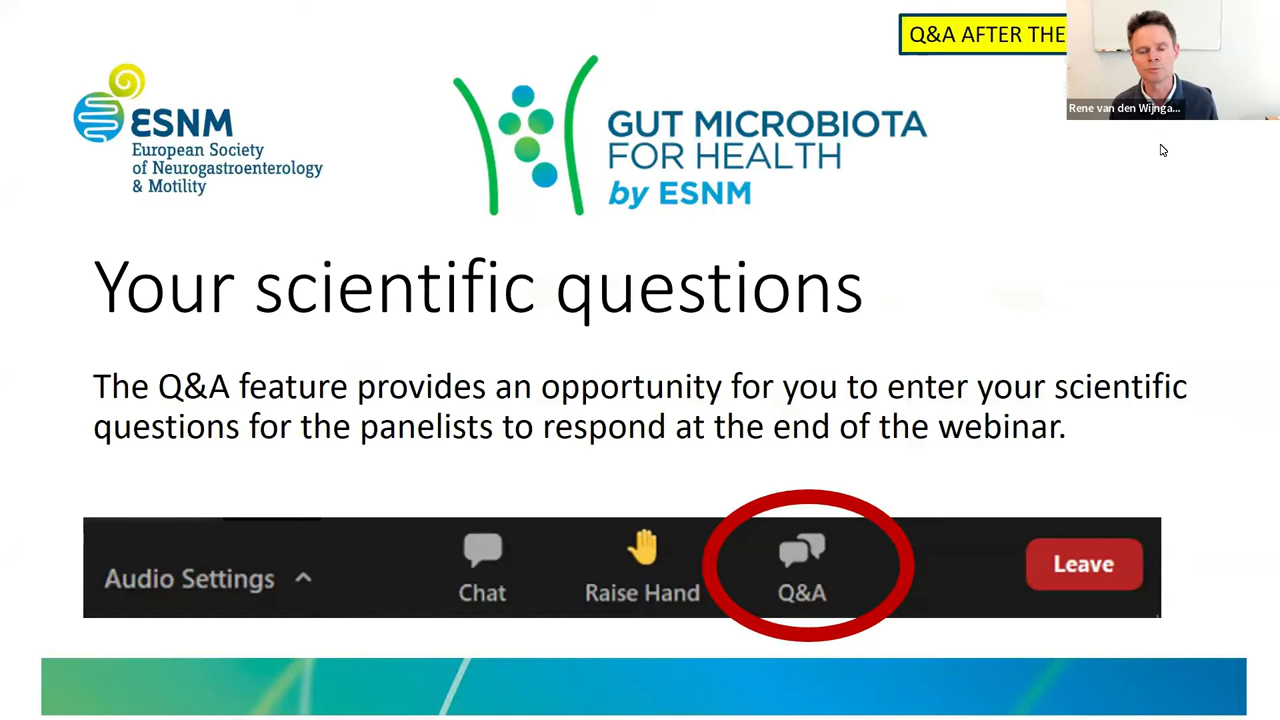 Q&A AFTER THE
Rene van den Wijnga...
ESNM
European Society
of Neurogastroenterology
& Motility
GUT MICROBIOTA
FOR HEALTH
by ESNM
Your scientific questions
The Q&A feature provides an opportunity for you to enter your scientific
questions for the panelists to respond at the end of the webinar.
Audio Settings
Chat
Raise Hand
Q&A
Leave